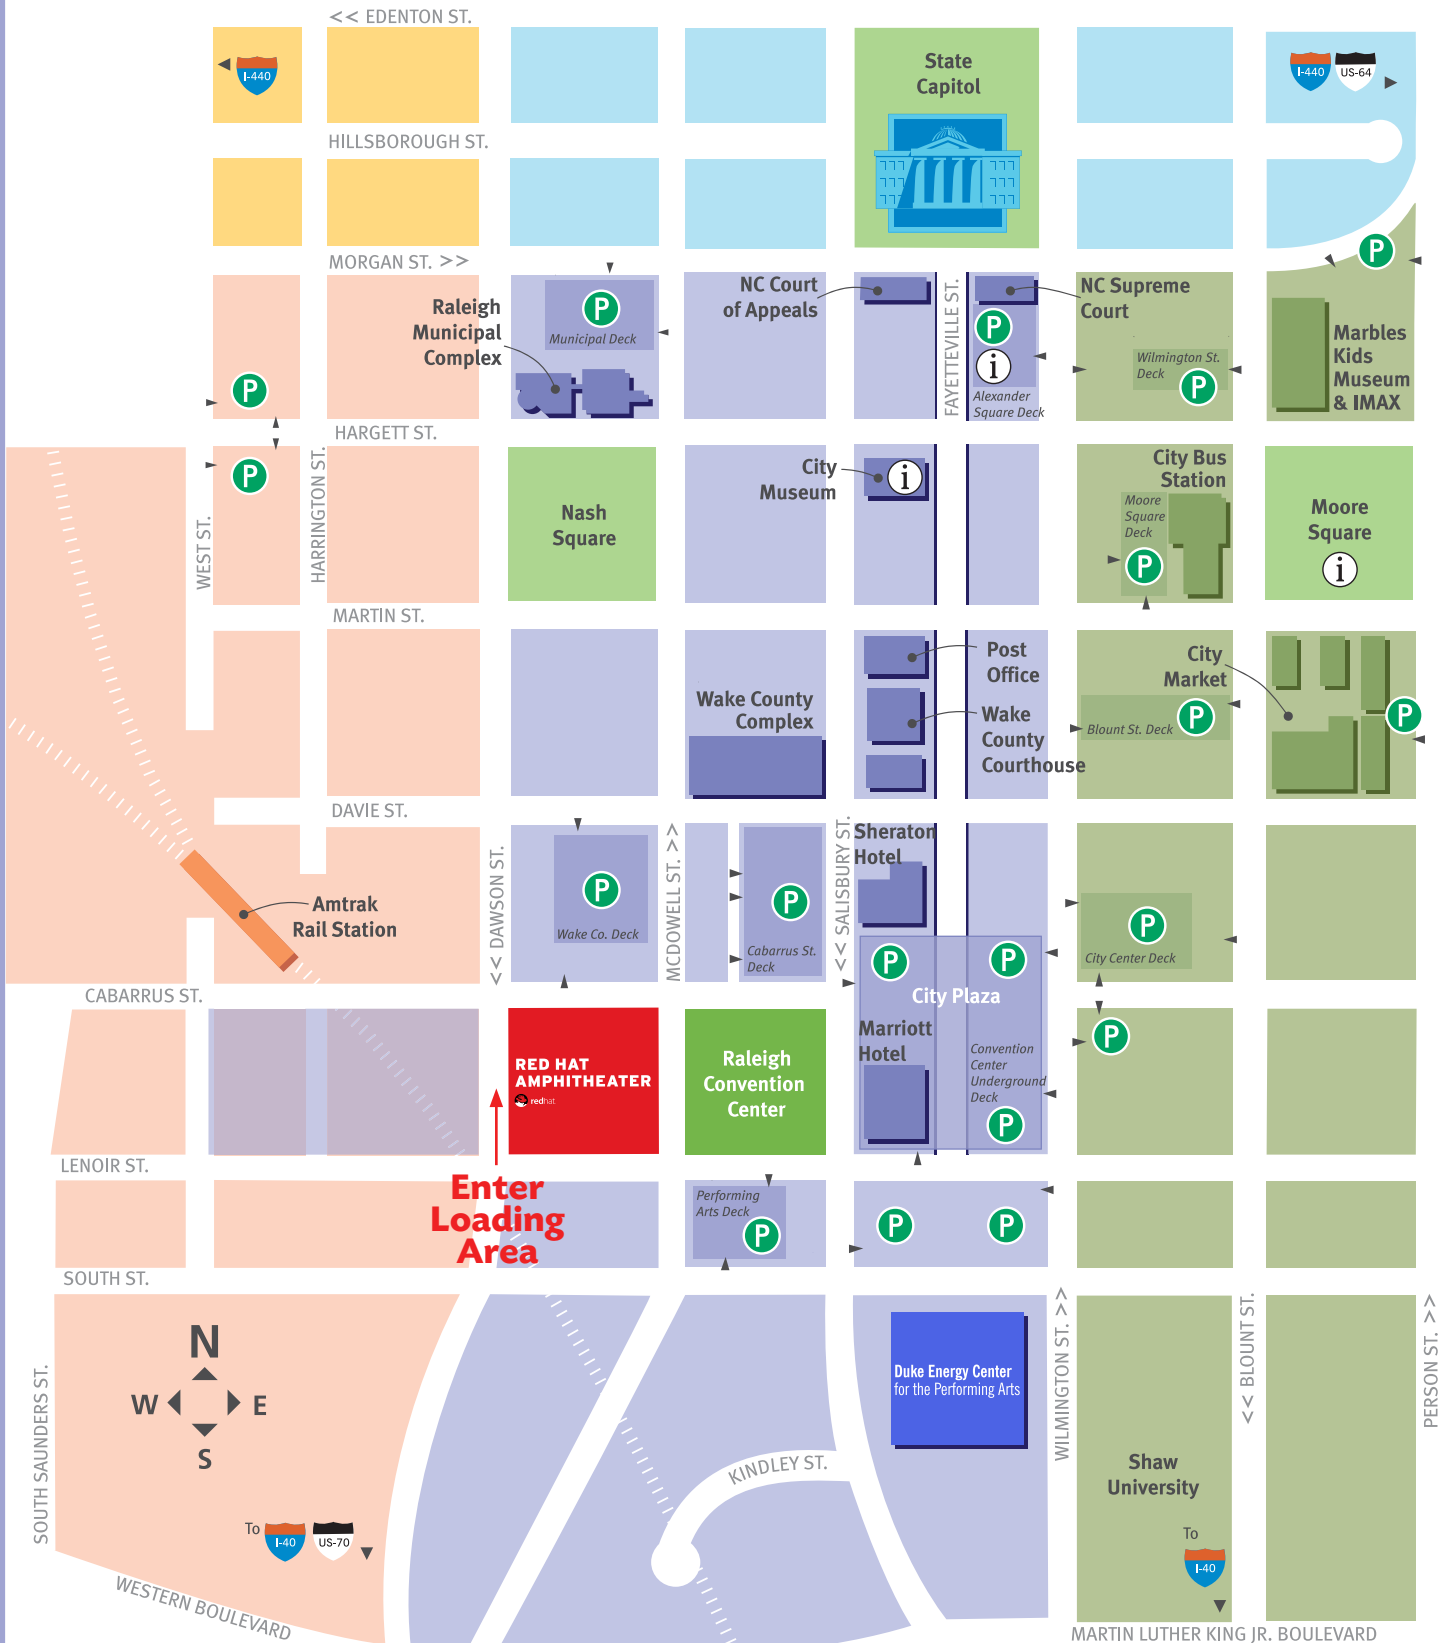 << EDENTON ST.
I-440
State
Capitol
I-440
US-64
HILLSBOROUGH ST.
MORGAN ST. >>
Raleigh
Municipal
Complex
P
Municipal Deck
NC Court
of Appeals
FAYETTEVILLE ST.
P
i
Alexander
Square Deck
NC Supreme
Court
Wilmington St.
Deck
P
P
Marbles
Kids
Museum
& IMAX
P
HARGETT ST.
P
WEST ST.
HARRINGTON ST.
Nash
Square
City
Museum
i
City Bus
Station
Moore
Square
Deck
P
Moore
Square
i
MARTIN ST.
Wake County
Complex
Post
Office
Wake
County
Courthouse
Blount St. Deck
P
City
Market
P
DAVIE ST.
Amtrak
Rail Station
<< DAWSON ST.
P
Wake Co. Deck
MCDOWELL ST. >>
P
Cabarrus St.
Deck
<< SALISBURY ST.
Sheraton
Hotel
P
P
City Plaza
P
City Center Deck
CABARRUS ST.
RED HAT
AMPHITHEATER
redhat
Raleigh
Convention
Center
Marriott
Hotel
Convention
Center
Underground
Deck
P
P
LENOIR ST.
Enter
Loading
Area
Performing
Arts Deck
P
P
P
SOUTH ST.
SOUTH SAUNDERS ST.
N
W
E
S
To
I-40
US-70
WESTERN BOULEVARD
KINDLEY ST.
Duke Energy Center
for the Performing Arts
WILMINGTON ST. >>
<< BLOUNT ST.
PERSON ST. >>
Shaw
University
To
I-40
MARTIN LUTHER KING JR. BOULEVARD